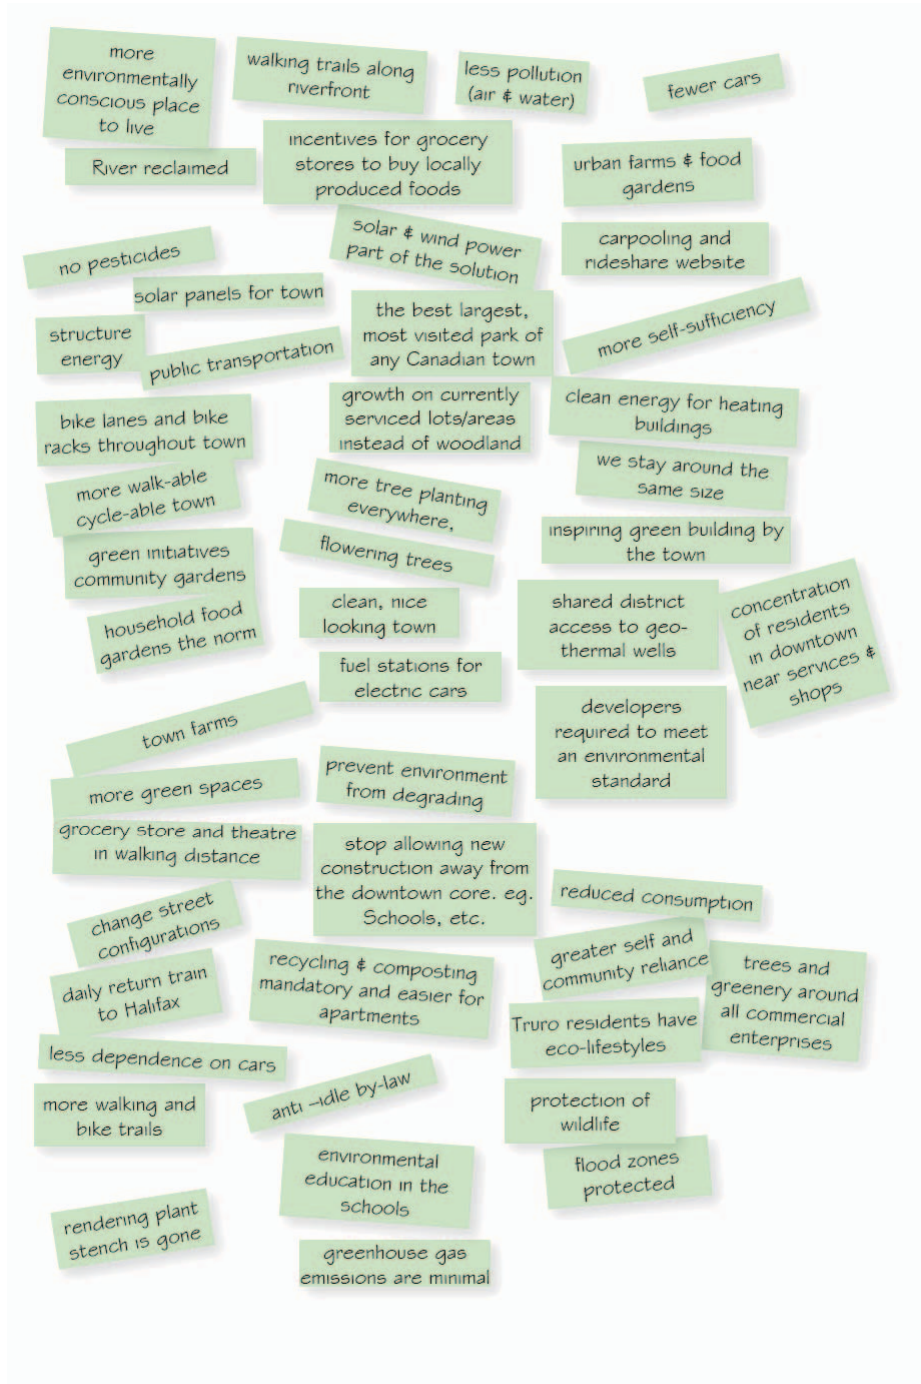 more
environmentally
conscious place
to live
walking trails along
riverfront
less pollution
(air & water)
fewer cars
River reclaimed
incentives for grocery
stores to buy locally
produced foods
urban farms & food
gardens
no pesticides
solar & wind power
part of the solution
carpooling and
rideshare website
solar panels for town
structure
energy
public transportation
the best largest,
most visited park of
any Canadian town
more self-sufficiency
bike lanes and bike
racks throughout town
growth on currently
serviced lots/areas
instead of woodland
clean energy for heating
buildings
more walk-able
cycle-able town
more tree planting
everywhere,
we stay around the
same size
green initiatives
community gardens
flowering trees
inspiring green building by
the town
household food
gardens the norm
clean, nice
looking town
shared district
access to geo-
thermal wells
concentration
of residents
in downtown
near services &
shops
fuel stations for
electric cars
town farms
developers
required to meet
an environmental
standard
more green spaces
prevent environment
from degrading
grocery store and theatre
in walking distance
stop allowing new
construction away from
the downtown core. eg.
Schools, etc.
reduced consumption
change street
configurations
greater self and
community reliance
daily return train
to Halifax
recycling & composting
mandatory and easier for
apartments
trees and
greenery around
all commercial
enterprises
Truro residents have
eco-lifestyles
less dependence on cars
more walking and
bike trails
anti –idle by-law
protection of
wildlife
environmental
education in the
schools
flood zones
protected
rendering plant
stench is gone
greenhouse gas
emissions are minimal